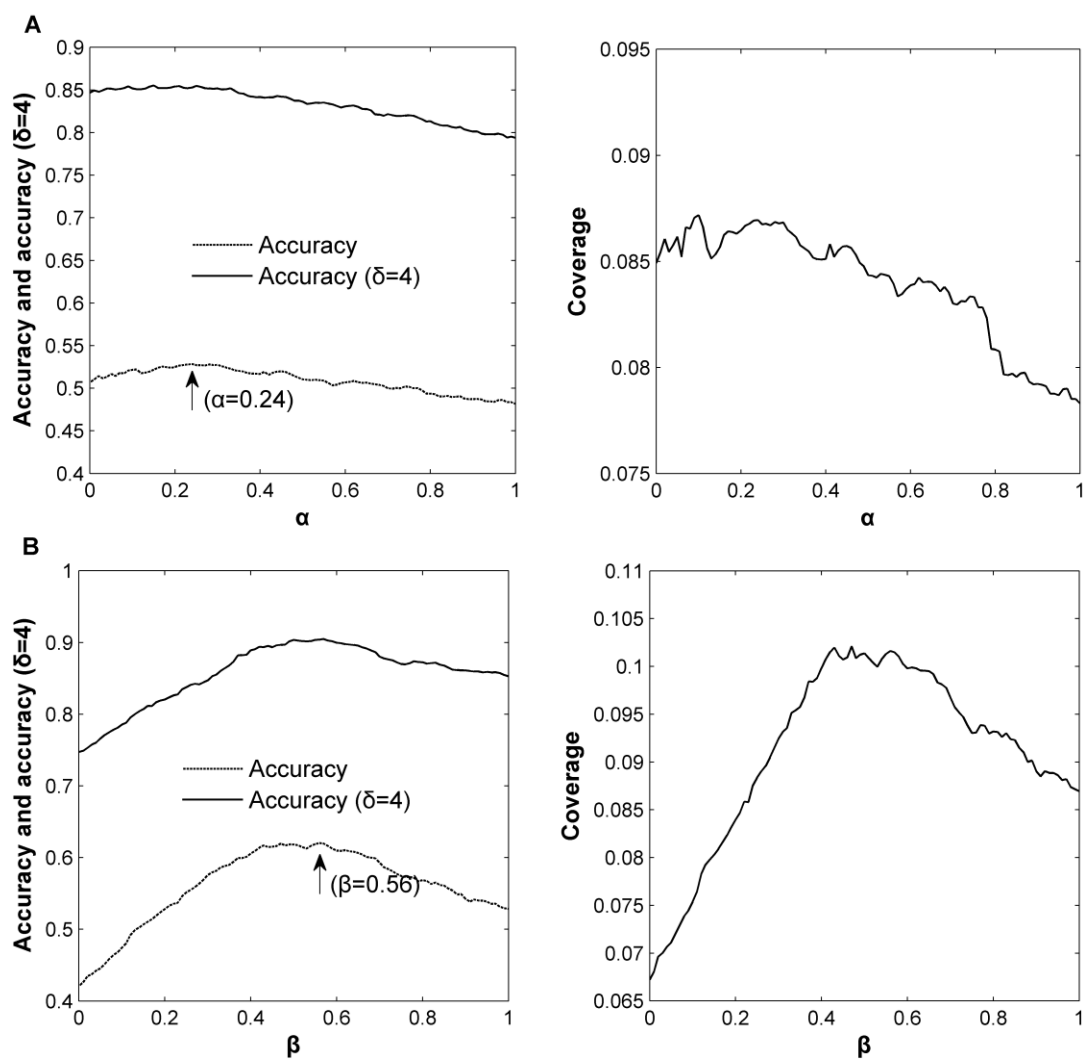 A
0.9
0.85
0.8
0.75
0.7
0.65
0.6
0.55
0.5
0.45
0.4
Accuracy and accuracy (δ=4)
Accuracy
Accuracy (δ=4)
(α=0.24)
0 0.2 0.4 0.6 0.8 1
α
0.095
0.09
0.085
0.08
0.075
Coverage
0 0.2 0.4 0.6 0.8 1
α
B
1
0.9
0.8
0.7
0.6
0.5
0.4
Accuracy and accuracy (δ=4)
Accuracy
Accuracy (δ=4)
(β=0.56)
0 0.2 0.4 0.6 0.8 1
β
0.11
0.105
0.1
0.095
0.09
0.085
0.08
0.075
0.07
0.065
Coverage
0 0.2 0.4 0.6 0.8 1
β